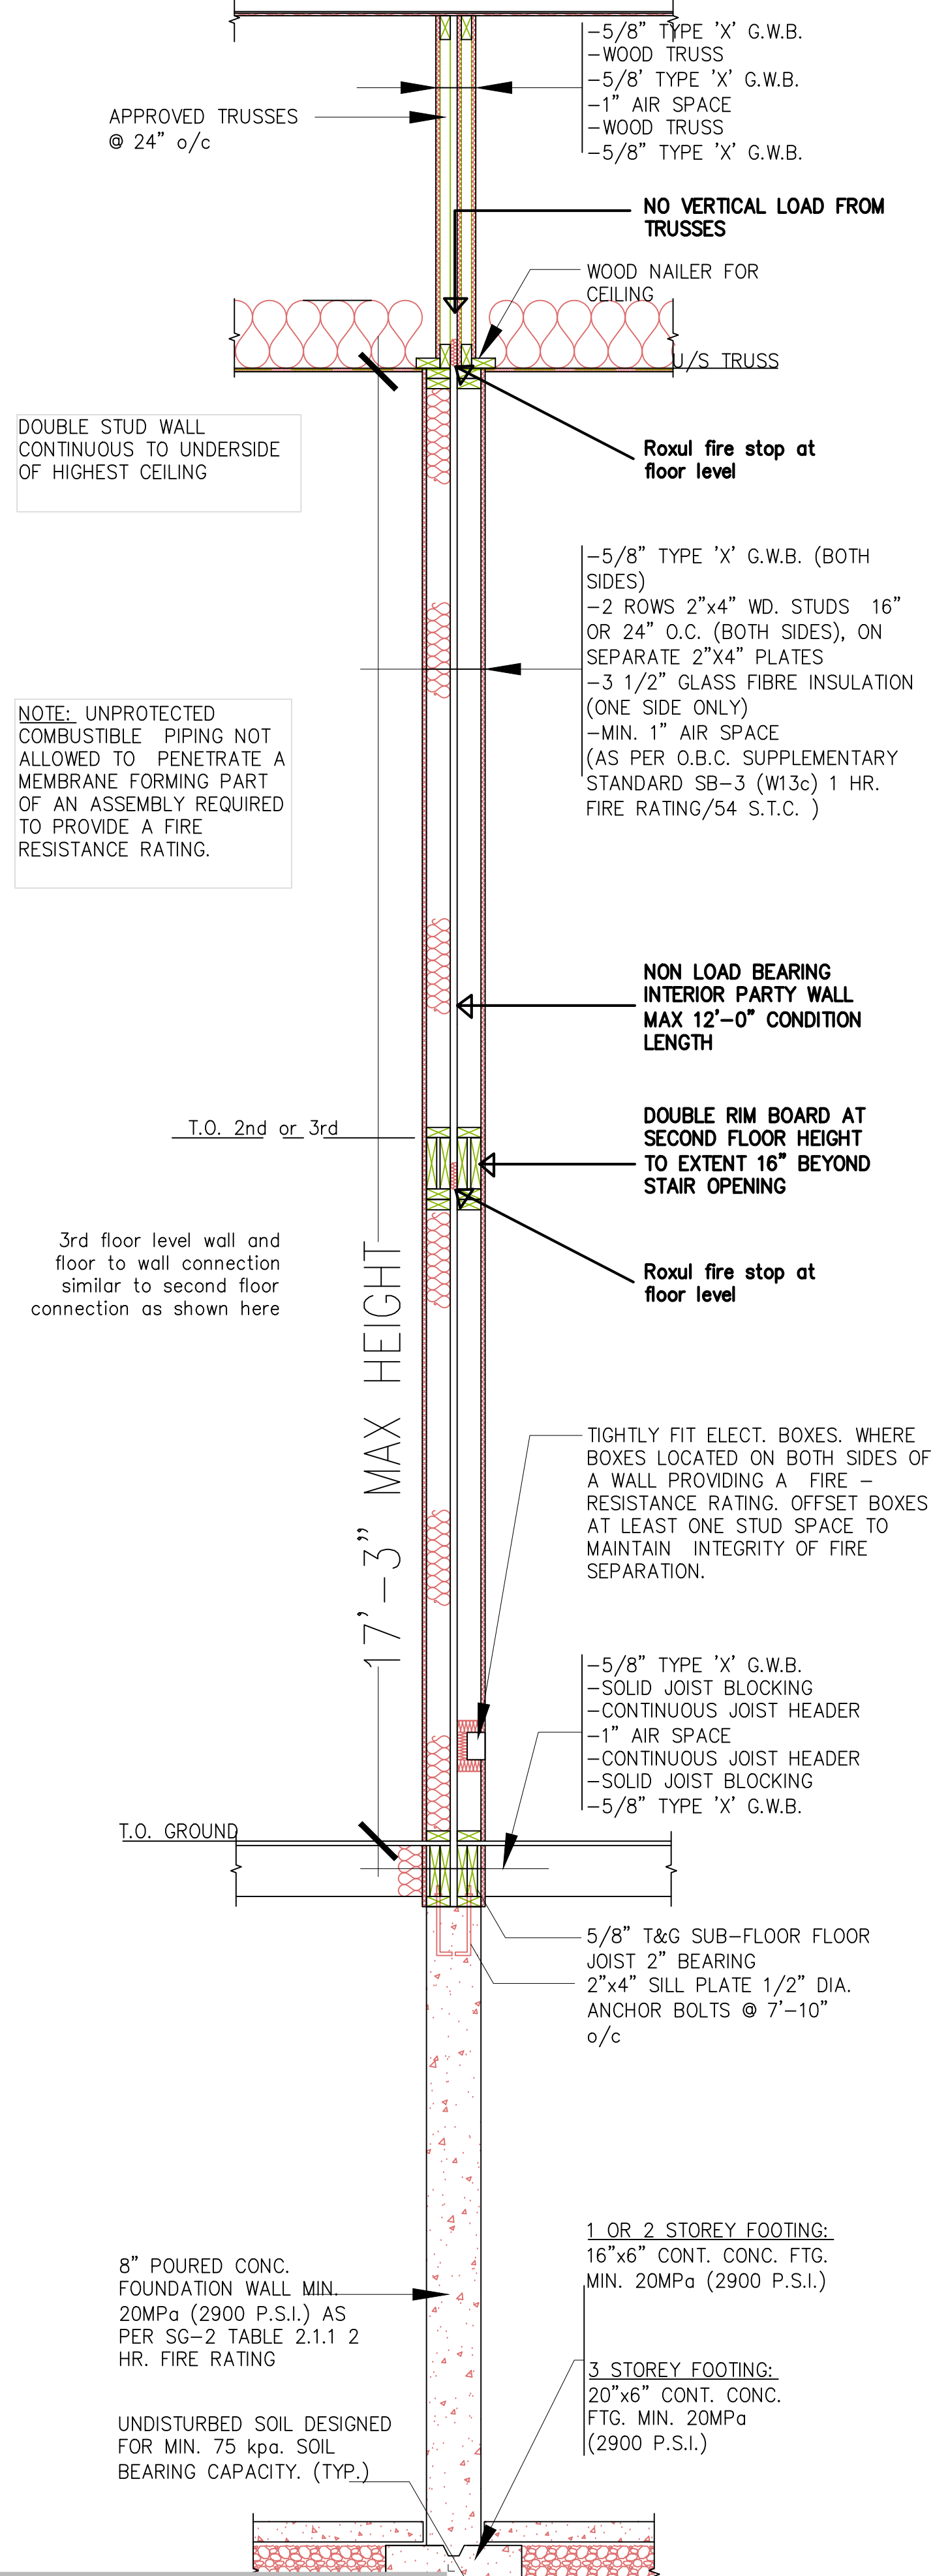 -5/8" TYPE 'X' G.W.B.
-WOOD TRUSS
-5/8' TYPE 'X' G.W.B.
-1" AIR SPACE
-WOOD TRUSS
-5/8" TYPE 'X' G.W.B.
APPROVED TRUSSES
@ 24" o/c
NO VERTICAL LOAD FROM
TRUSSES
WOOD NAILER FOR
CEILING
U/S TRUSS
DOUBLE STUD WALL
CONTINUOUS TO UNDERSIDE
OF HIGHEST CEILING
Roxul fire stop at
floor level
-5/8" TYPE 'X' G.W.B. (BOTH
SIDES)
-2 ROWS 2"x4" WD. STUDS 16"
OR 24" O.C. (BOTH SIDES), ON
SEPARATE 2"X4" PLATES
-3 1/2" GLASS FIBRE INSULATION
(ONE SIDE ONLY)
-MIN. 1" AIR SPACE
(AS PER O.B.C. SUPPLEMENTARY
STANDARD SB-3 (W13c) 1 HR.
FIRE RATING/54 S.T.C. )
NOTE: UNPROTECTED
COMBUSTIBLE PIPING NOT
ALLOWED TO PENETRATE A
MEMBRANE FORMING PART
OF AN ASSEMBLY REQUIRED
TO PROVIDE A FIRE
RESISTANCE RATING.
NON LOAD BEARING
INTERIOR PARTY WALL
MAX 12'-0" CONDITION
LENGTH
DOUBLE RIM BOARD AT
SECOND FLOOR HEIGHT
TO EXTENT 16" BEYOND
STAIR OPENING
T.O. 2nd or 3rd
3rd floor level wall and
floor to wall connection
similar to second floor
connection as shown here
Roxul fire stop at
floor level
17'-3" MAX HEIGHT
TIGHTLY FIT ELECT. BOXES. WHERE
BOXES LOCATED ON BOTH SIDES OF
A WALL PROVIDING A FIRE -
RESISTANCE RATING. OFFSET BOXES
AT LEAST ONE STUD SPACE TO
MAINTAIN INTEGRITY OF FIRE
SEPARATION.
-5/8" TYPE 'X' G.W.B.
-SOLID JOIST BLOCKING
-CONTINUOUS JOIST HEADER
-1" AIR SPACE
-CONTINUOUS JOIST HEADER
-SOLID JOIST BLOCKING
-5/8" TYPE 'X' G.W.B.
T.O. GROUND
5/8" T&G SUB-FLOOR FLOOR
JOIST 2" BEARING
2"x4" SILL PLATE 1/2" DIA.
ANCHOR BOLTS @ 7'-10"
o/c
1 OR 2 STOREY FOOTING:
16"x6" CONT. CONC. FTG.
MIN. 20MPa (2900 P.S.I.)
8" POURED CONC.
FOUNDATION WALL MIN.
20MPa (2900 P.S.I.) AS
PER SG-2 TABLE 2.1.1 2
HR. FIRE RATING
3 STOREY FOOTING:
20"x6" CONT. CONC.
FTG. MIN. 20MPa
(2900 P.S.I.)
UNDISTURBED SOIL DESIGNED
FOR MIN. 75 kpa. SOIL
BEARING CAPACITY. (TYP.)